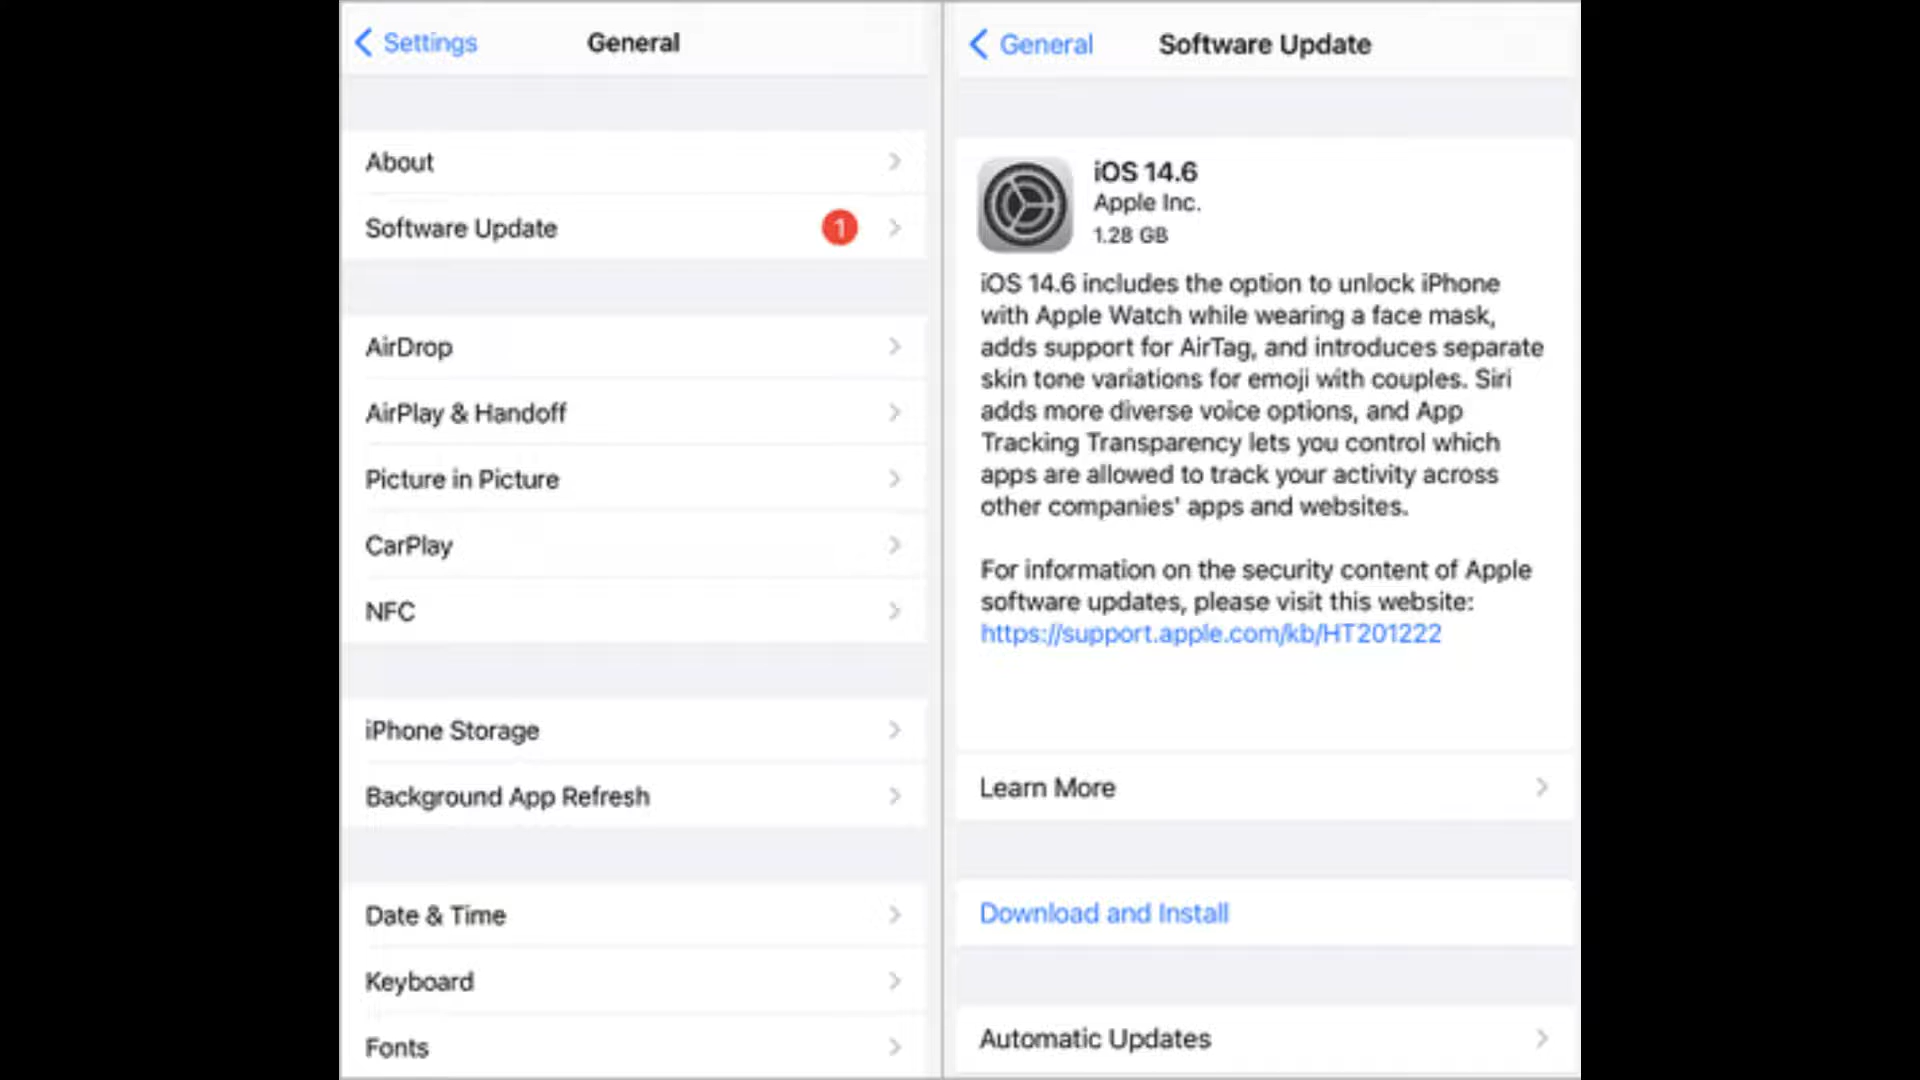 Settings
General
About
Software Update
1
AirDrop
AirPlay & Handoff
Picture in Picture
CarPlay
NFC
iPhone Storage
Background App Refresh
Date & Time
Keyboard
Fonts
General
Software Update
iOS 14.6
Apple Inc.
1.28 GB
iOS 14.6 includes the option to unlock iPhone
with Apple Watch while wearing a face mask,
adds support for AirTag, and introduces separate
skin tone variations for emoji with couples. Siri
adds more diverse voice options, and App
Tracking Transparency lets you control which
apps are allowed to track your activity across
other companies' apps and websites.
For information on the security content of Apple
software updates, please visit this website:
https://support.apple.com/kb/HT201222
Learn More
Download and Install
Automatic Updates